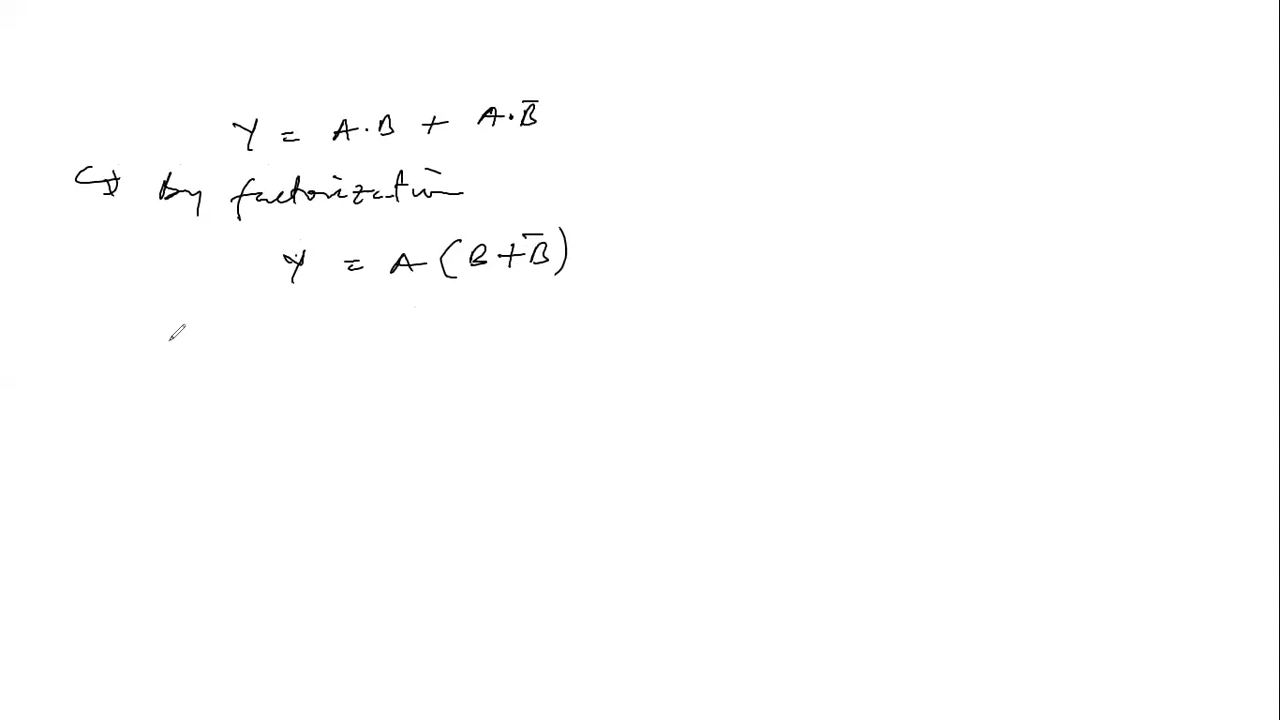 Y = A·B + A·B̅
↪ By factorization
Y = A (B + B̅)